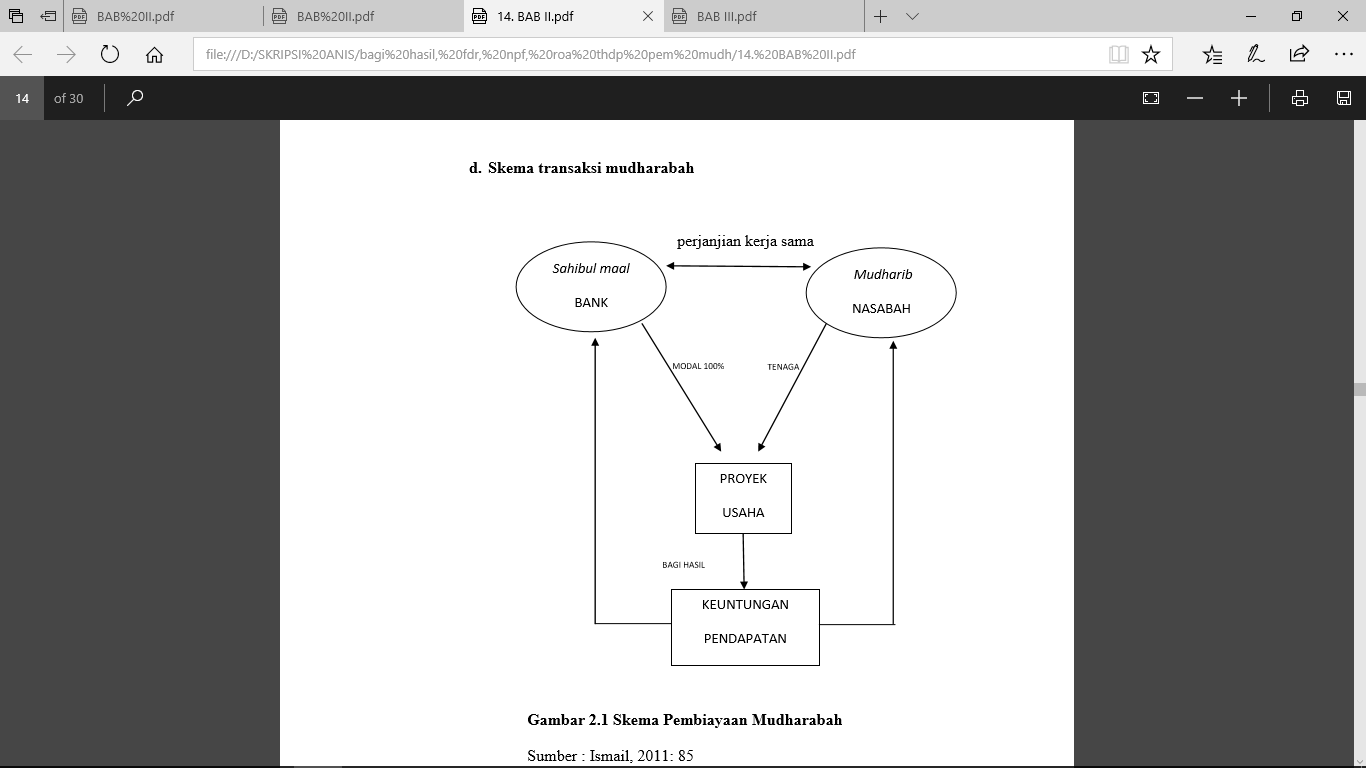 BAB%20II.pdf
BAB%20II.pdf
14. BAB II.pdf
BAB III.pdf
file:///D:/SKRIPSI%20ANIS/bagi%20hasil,%20fdr,%20npf,%20roa%20thdp%20pem%20mudh/14.%20BAB%20II.pdf
14 of 30
d. Skema transaksi mudharabah
perjanjian kerja sama
Sahibul maal
BANK
Mudharib
NASABAH
MODAL 100%
TENAGA
PROYEK
USAHA
BAGI HASIL
KEUNTUNGAN
PENDAPATAN
Gambar 2.1 Skema Pembiayaan Mudharabah
Sumber : Ismail, 2011: 85